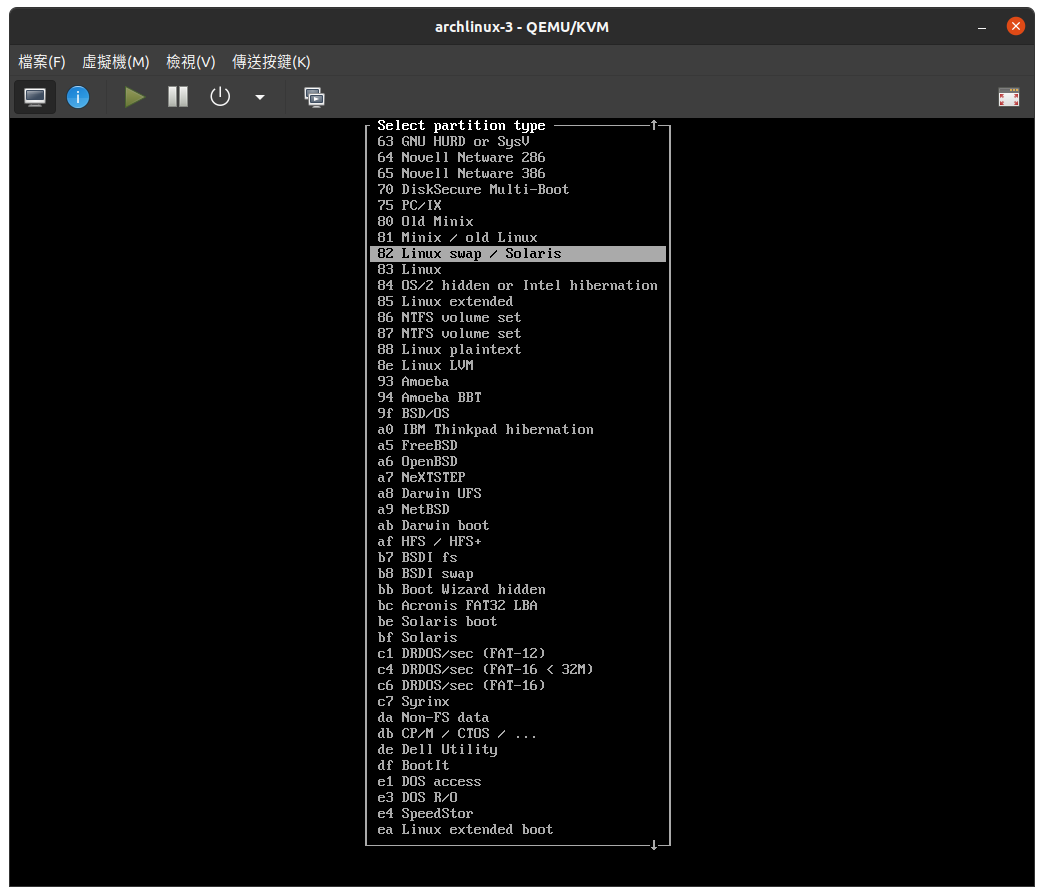 archlinux-3 - QEMU/KVM
檔案(F) 虛擬機(M) 檢視(V) 傳送按鍵(K)
Select partition type
63 GNU HURD or SysV
64 Novell Netware 286
65 Novell Netware 386
70 DiskSecure Multi-Boot
75 PC/IX
80 Old Minix
81 Minix / old Linux
82 Linux swap / Solaris
83 Linux
84 OS/2 hidden or Intel hibernation
85 Linux extended
86 NTFS volume set
87 NTFS volume set
88 Linux plaintext
8e Linux LVM
93 Amoeba
94 Amoeba BBT
9f BSD/OS
a0 IBM Thinkpad hibernation
a5 FreeBSD
a6 OpenBSD
a7 NeXTSTEP
a8 Darwin UFS
a9 NetBSD
ab Darwin boot
af HFS / HFS+
b7 BSDI fs
b8 BSDI swap
bb Boot Wizard hidden
bc Acronis FAT32 LBA
be Solaris boot
bf Solaris
c1 DRDOS/sec (FAT-12)
c4 DRDOS/sec (FAT-16 < 32M)
c6 DRDOS/sec (FAT-16)
c7 Syrinx
da Non-FS data
db CP/M / CTOS / ...
de Dell Utility
df BootIt
e1 DOS access
e3 DOS R/O
e4 SpeedStor
ea Linux extended boot